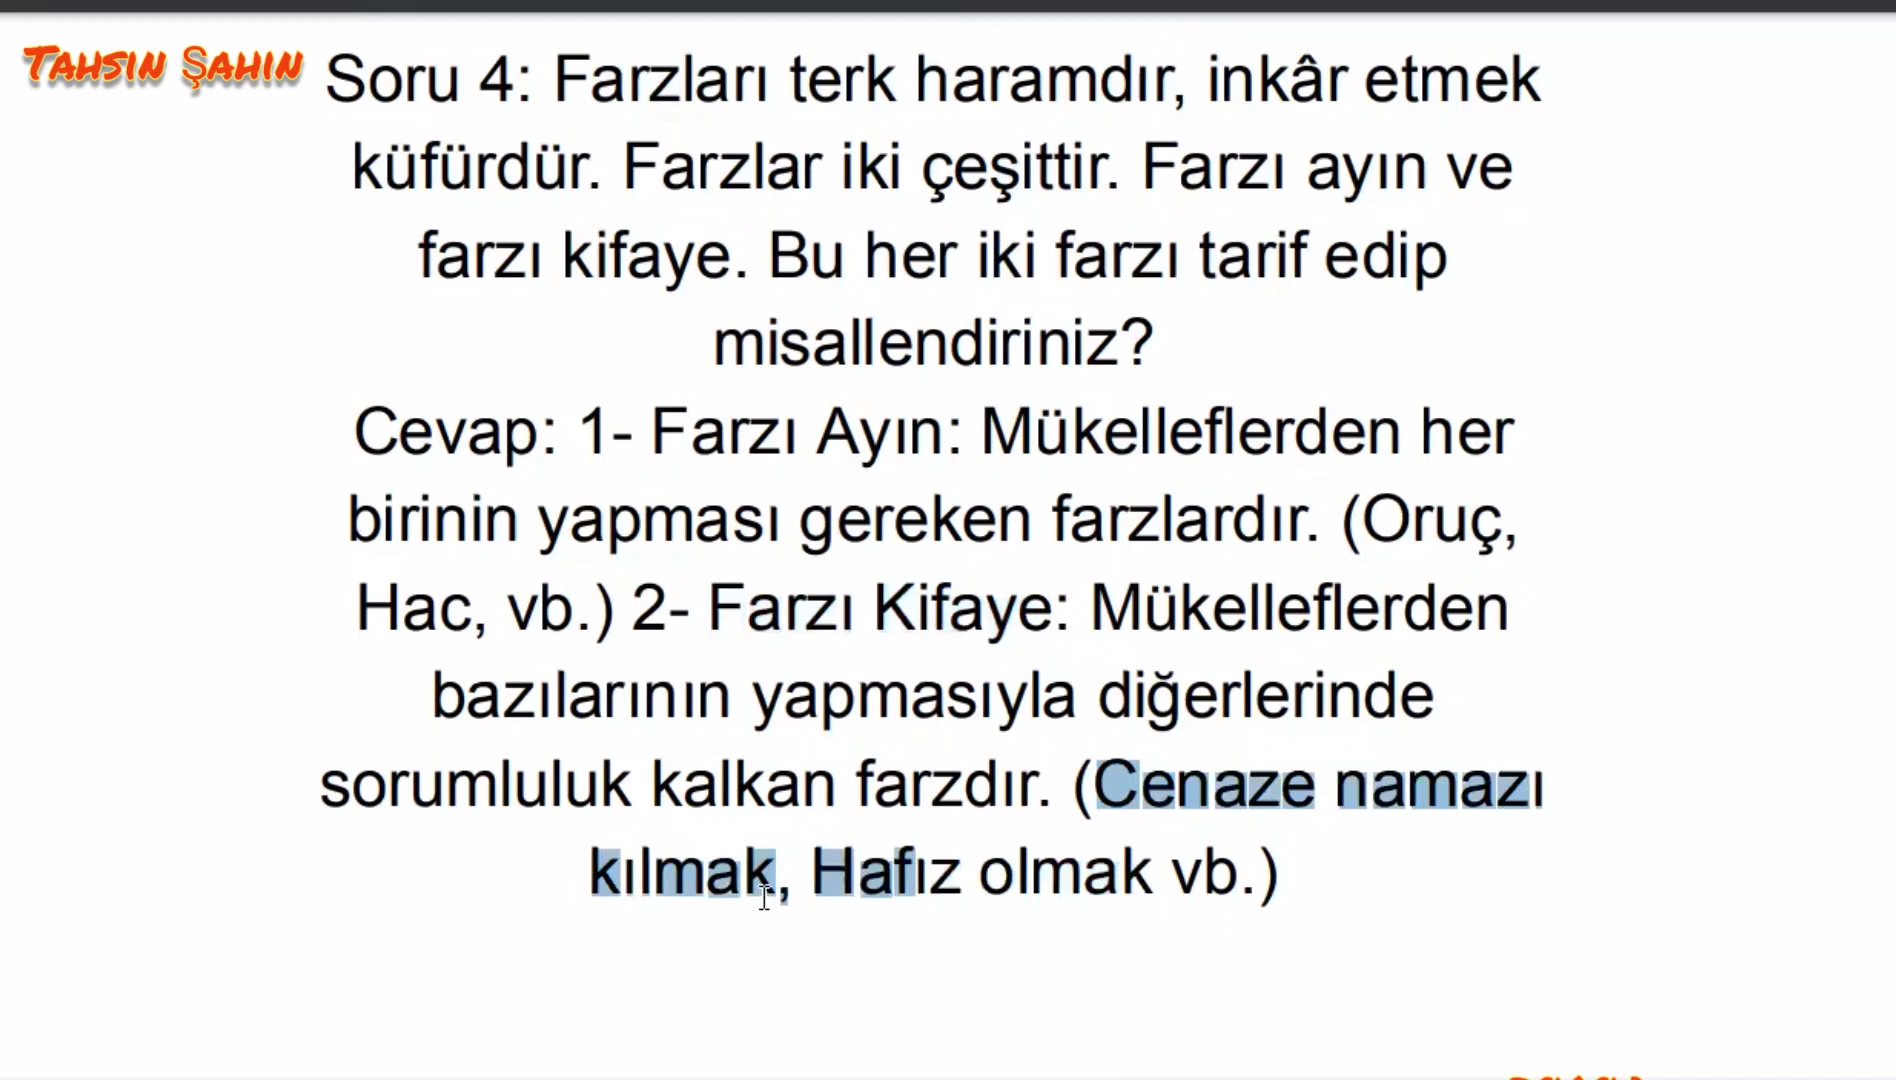 TAHSIN ŞAHIN
Soru 4: Farzları terk haramdır, inkâr etmek
küfürdür. Farzlar iki çeşittir. Farzı ayın ve
farzı kifaye. Bu her iki farzı tarif edip
misallendiriniz?
Cevap: 1- Farzı Ayın: Mükelleflerden her
birinin yapması gereken farzlardır. (Oruç,
Hac, vb.) 2- Farzı Kifaye: Mükelleflerden
bazılarının yapmasıyla diğerlerinde
sorumluluk kalkan farzdır. (Cenaze namazı
kılmak, Hafız olmak vb.)